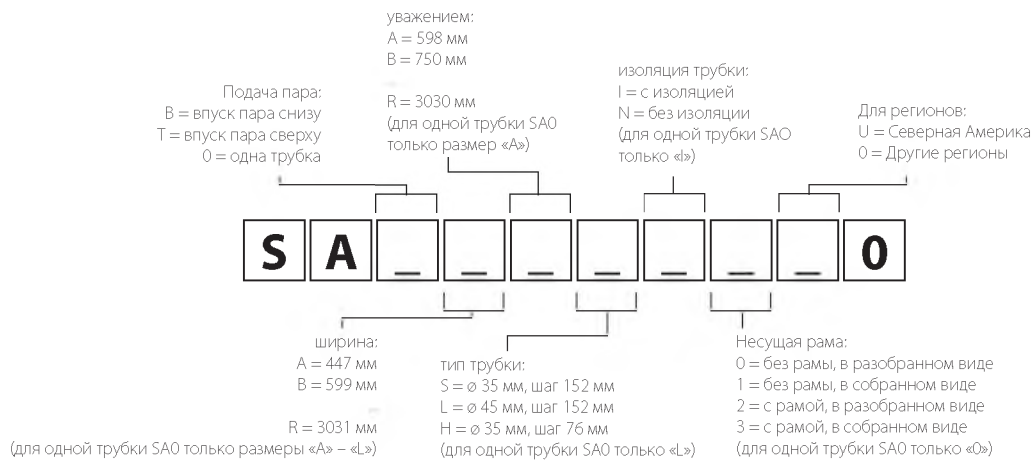 уважением:
A = 598 мм
B = 750 мм
R = 3030 мм
(для одной трубки SA0
только размер «A»)
Подача пара:
B = впуск пара снизу
T = впуск пара сверху
0 = одна трубка
изоляция трубки:
I = с изоляцией
N = без изоляции
(для одной трубки SAO
только «I»)
Для регионов:
U = Северная Америка
0 = Другие регионы
S A _ _ _ _ _ _ _ 0
ширина:
A = 447 мм
B = 599 мм
R = 3031 мм
(для одной трубки SA0 только размеры «A» – «L»)
тип трубки:
S = ø 35 мм, шаг 152 мм
L = ø 45 мм, шаг 152 мм
H = ø 35 мм, шаг 76 мм
(для одной трубки SA0 только «L»)
Несущая рама:
0 = без рамы, в разобранном виде
1 = без рамы, в собранном виде
2 = с рамой, в разобранном виде
3 = с рамой, в собранном виде
(для одной трубки SA0 только «0»)